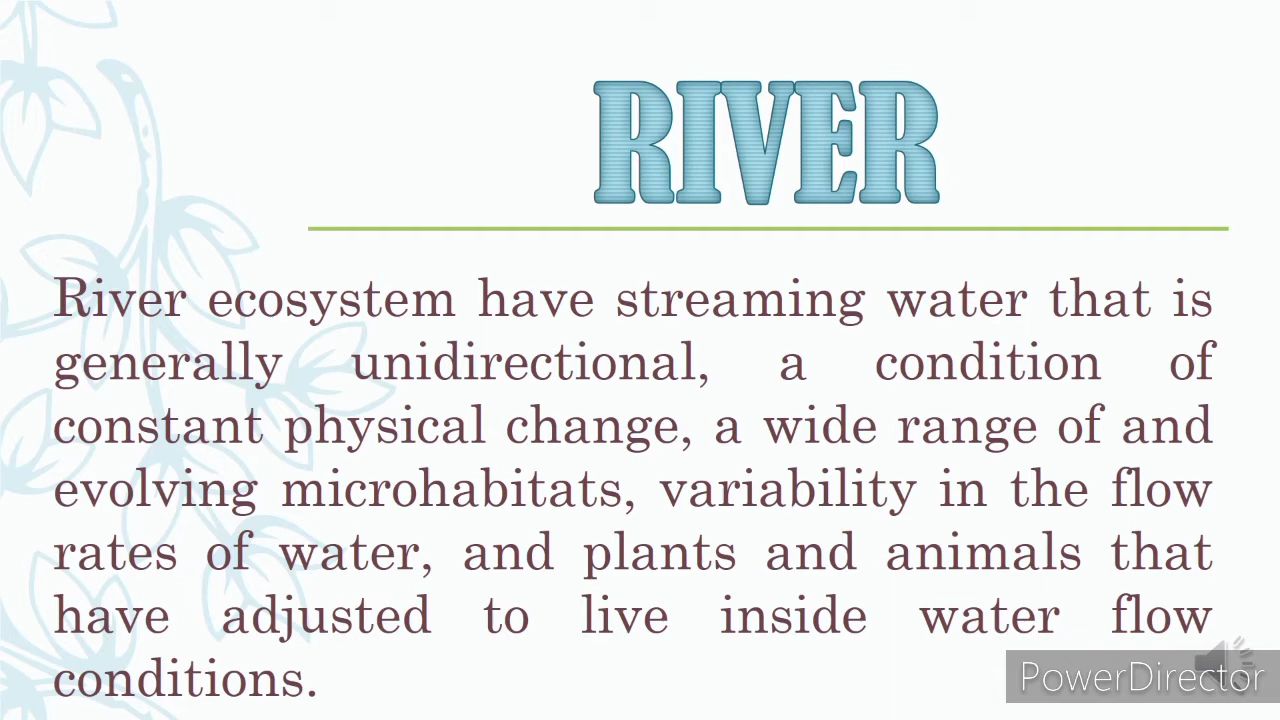 RIVER
River ecosystem have streaming water that is
generally unidirectional, a condition of
constant physical change, a wide range of and
evolving microhabitats, variability in the flow
rates of water, and plants and animals that
have adjusted to live inside water flow
conditions.
PowerDirector